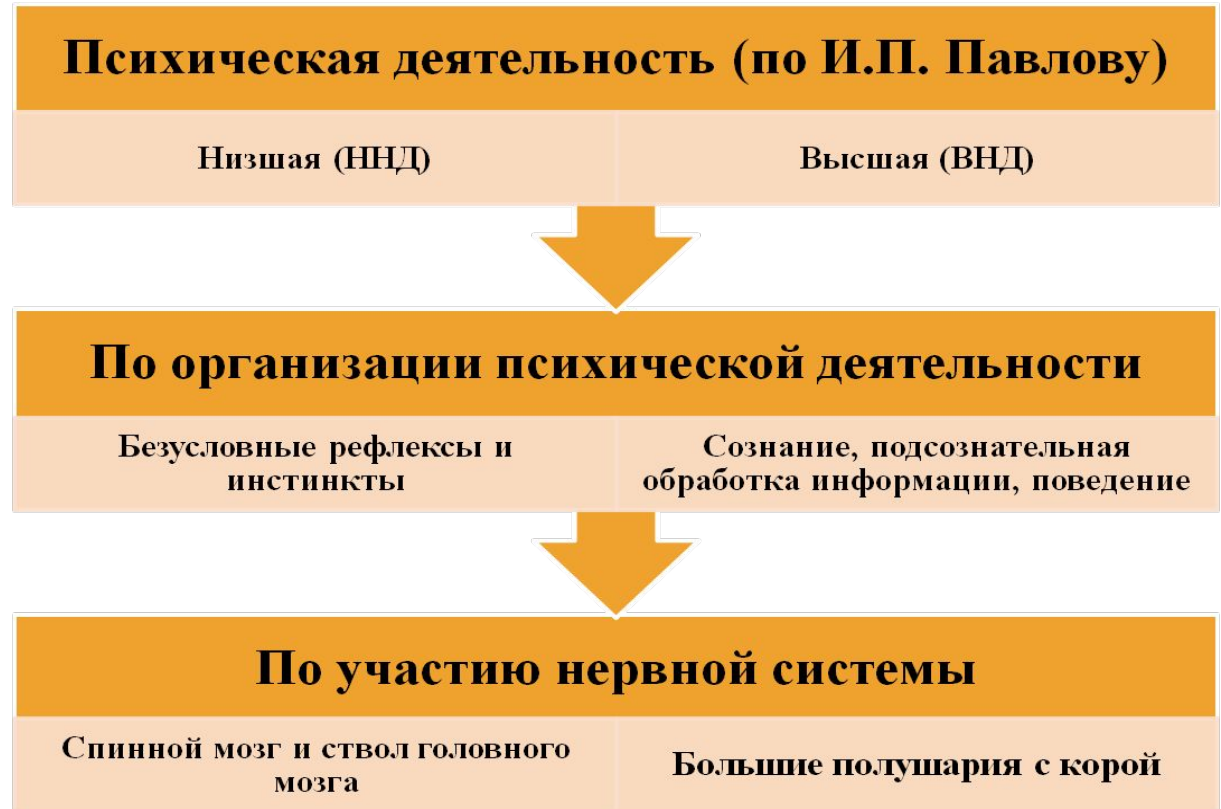 Психическая деятельность (по И.П. Павлову)
Низшая (ННД)
Высшая (ВНД)
По организации психической деятельности
Безусловные рефлексы и
инстинкты
Сознание, подсознательная
обработка информации, поведение
По участию нервной системы
Спинной мозг и ствол головного
мозга
Большие полушария с корой